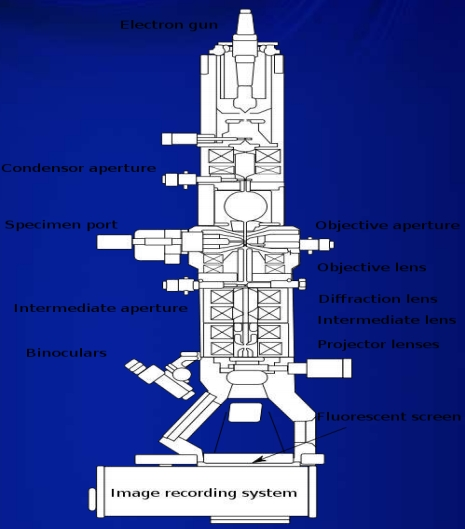 Electron gun
Condensor aperture
Specimen port
Objective aperture
Objective lens
Diffraction lens
Intermediate aperture
Intermediate lens
Projector lenses
Binoculars
Fluorescent screen
Image recording system